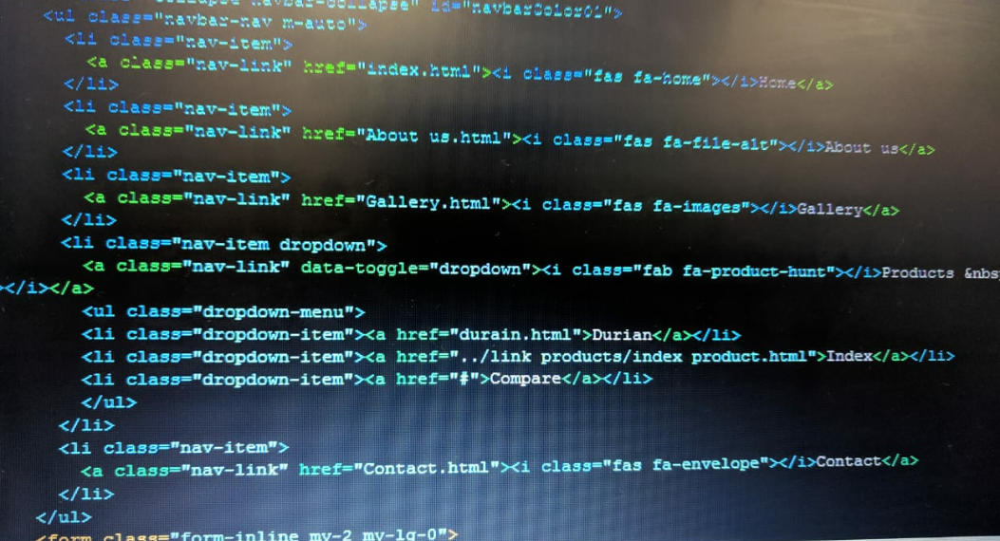 collapse navbar-collapse" id="navbarColor01">
<ul class="navbar-nav m-auto">
<li class="nav-item">
<a class="nav-link" href="index.html"><i class="fas fa-home"></i>Home</a>
</li>
<li class="nav-item">
<a class="nav-link" href="About us.html"><i class="fas fa-file-alt"></i>About us</a>
</li>
<li class="nav-item">
<a class="nav-link" href="Gallery.html"><i class="fas fa-images"></i>Gallery</a>
</li>
<li class="nav-item dropdown">
<a class="nav-link" data-toggle="dropdown"><i class="fab fa-product-hunt"></i>Products &nbs
></i></a>
<ul class="dropdown-menu">
<li class="dropdown-item"><a href="durain.html">Durian</a></li>
<li class="dropdown-item"><a href="../link products/index product.html">Index</a></li>
<li class="dropdown-item"><a href="#">Compare</a></li>
</ul>
</li>
<li class="nav-item">
<a class="nav-link" href="Contact.html"><i class="fas fa-envelope"></i>Contact</a>
</li>
</ul>
<form class="form-inline my-2 my-lg-0">